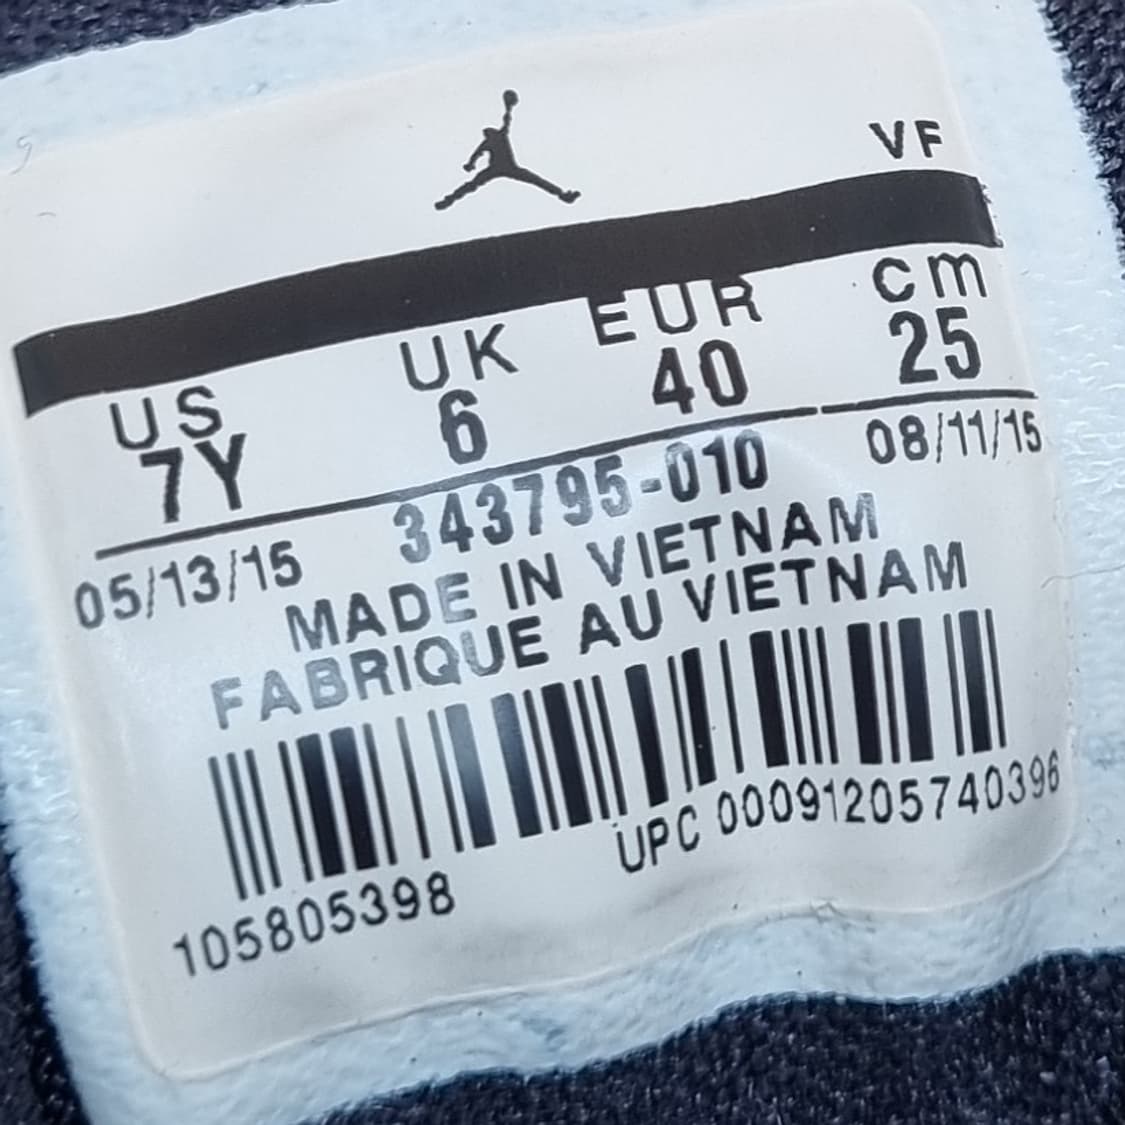 VF
US UK EUR cm
7Y 6 40 25
05/13/15 343795-010 08/11/15
MADE IN VIETNAM
FABRIQUE AU VIETNAM
105805398 UPC 00091205740396